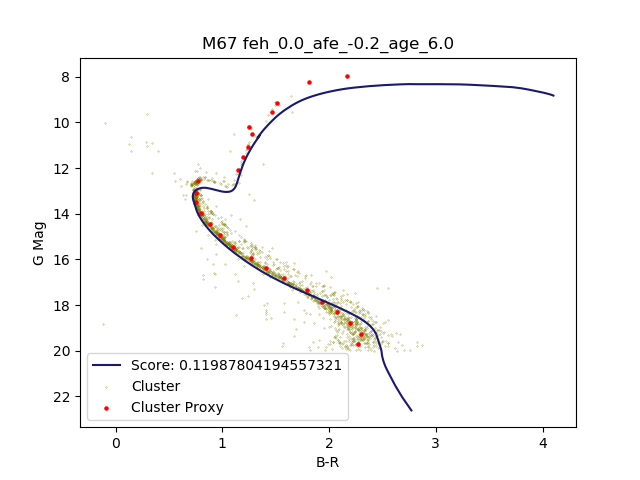 M67 feh_0.0_afe_-0.2_age_6.0
8
10
12
14
16
18
20
22
G Mag
Score: 0.11987804194557321
Cluster
Cluster Proxy
0 1 2 3 4
B-R